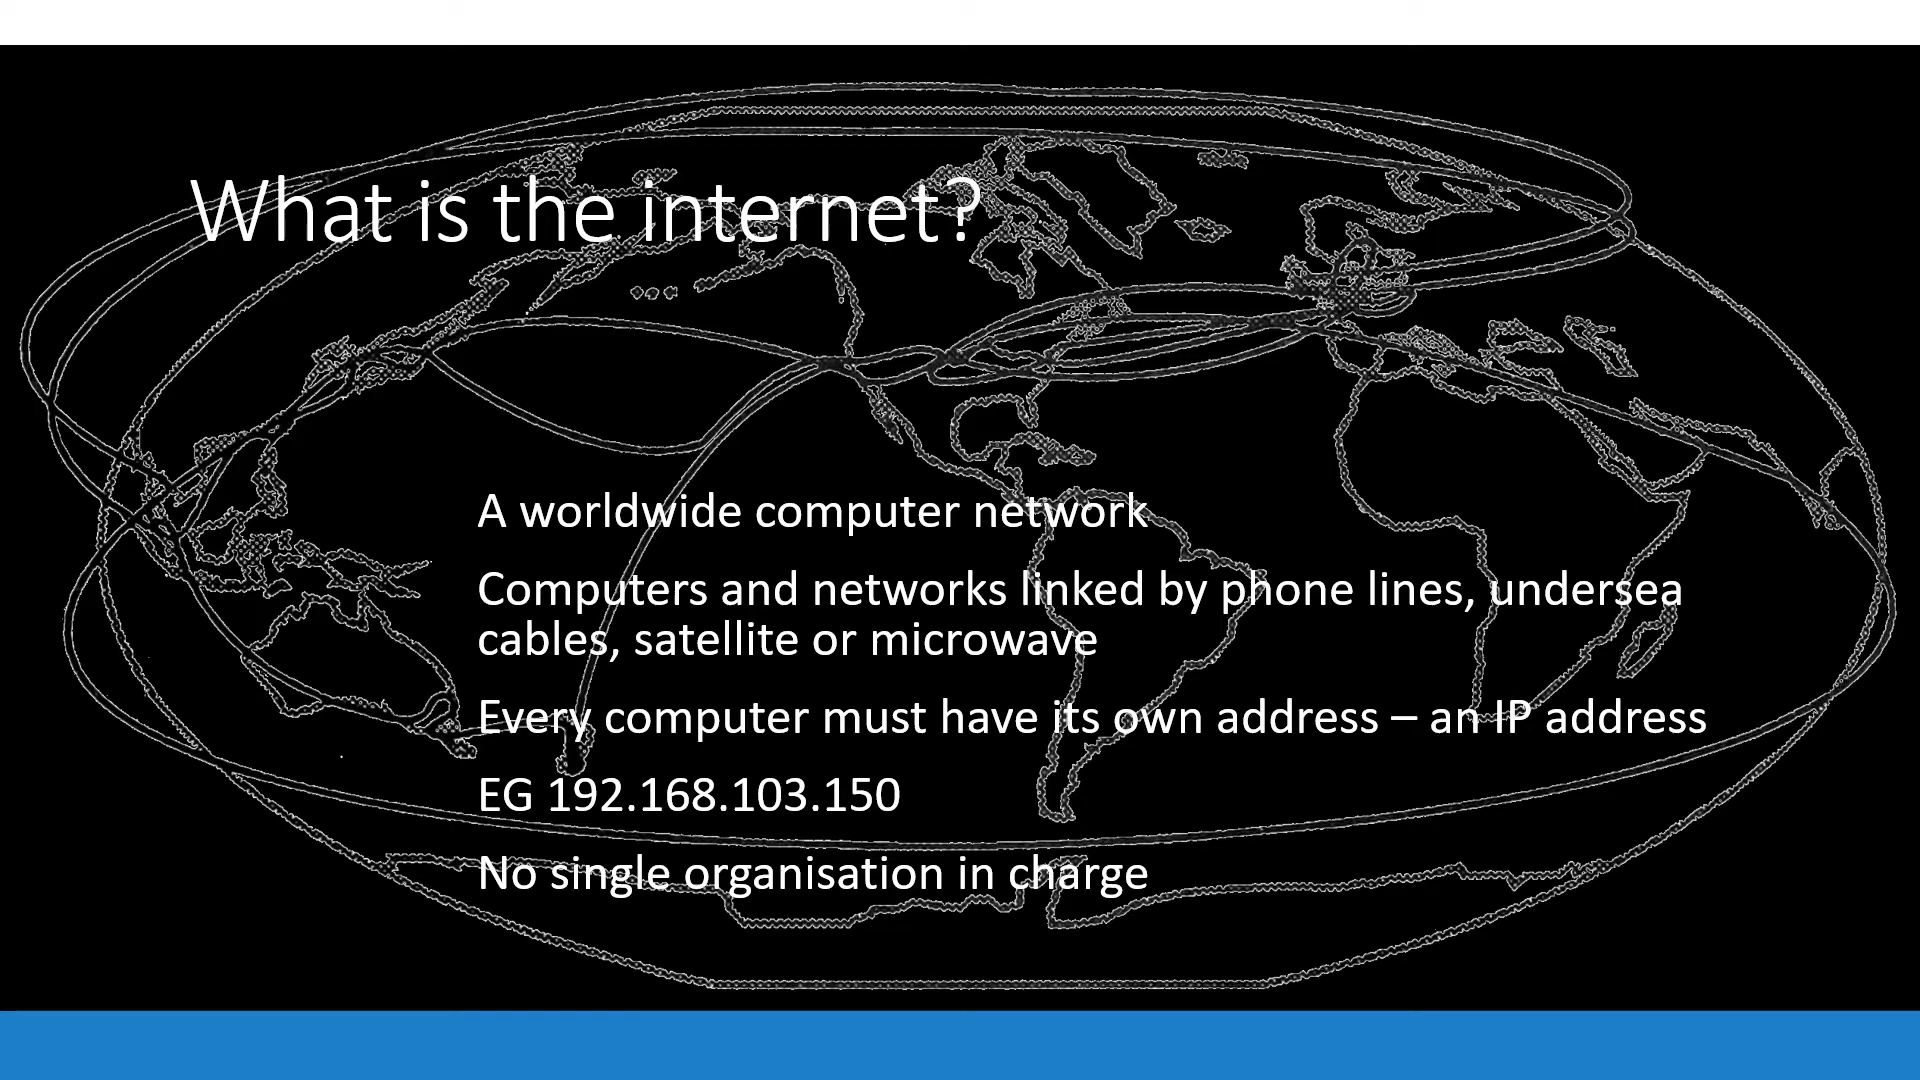 What is the internet?
A worldwide computer network
Computers and networks linked by phone lines, undersea
cables, satellite or microwave
Every computer must have its own address – an IP address
EG 192.168.103.150
No single organisation in charge